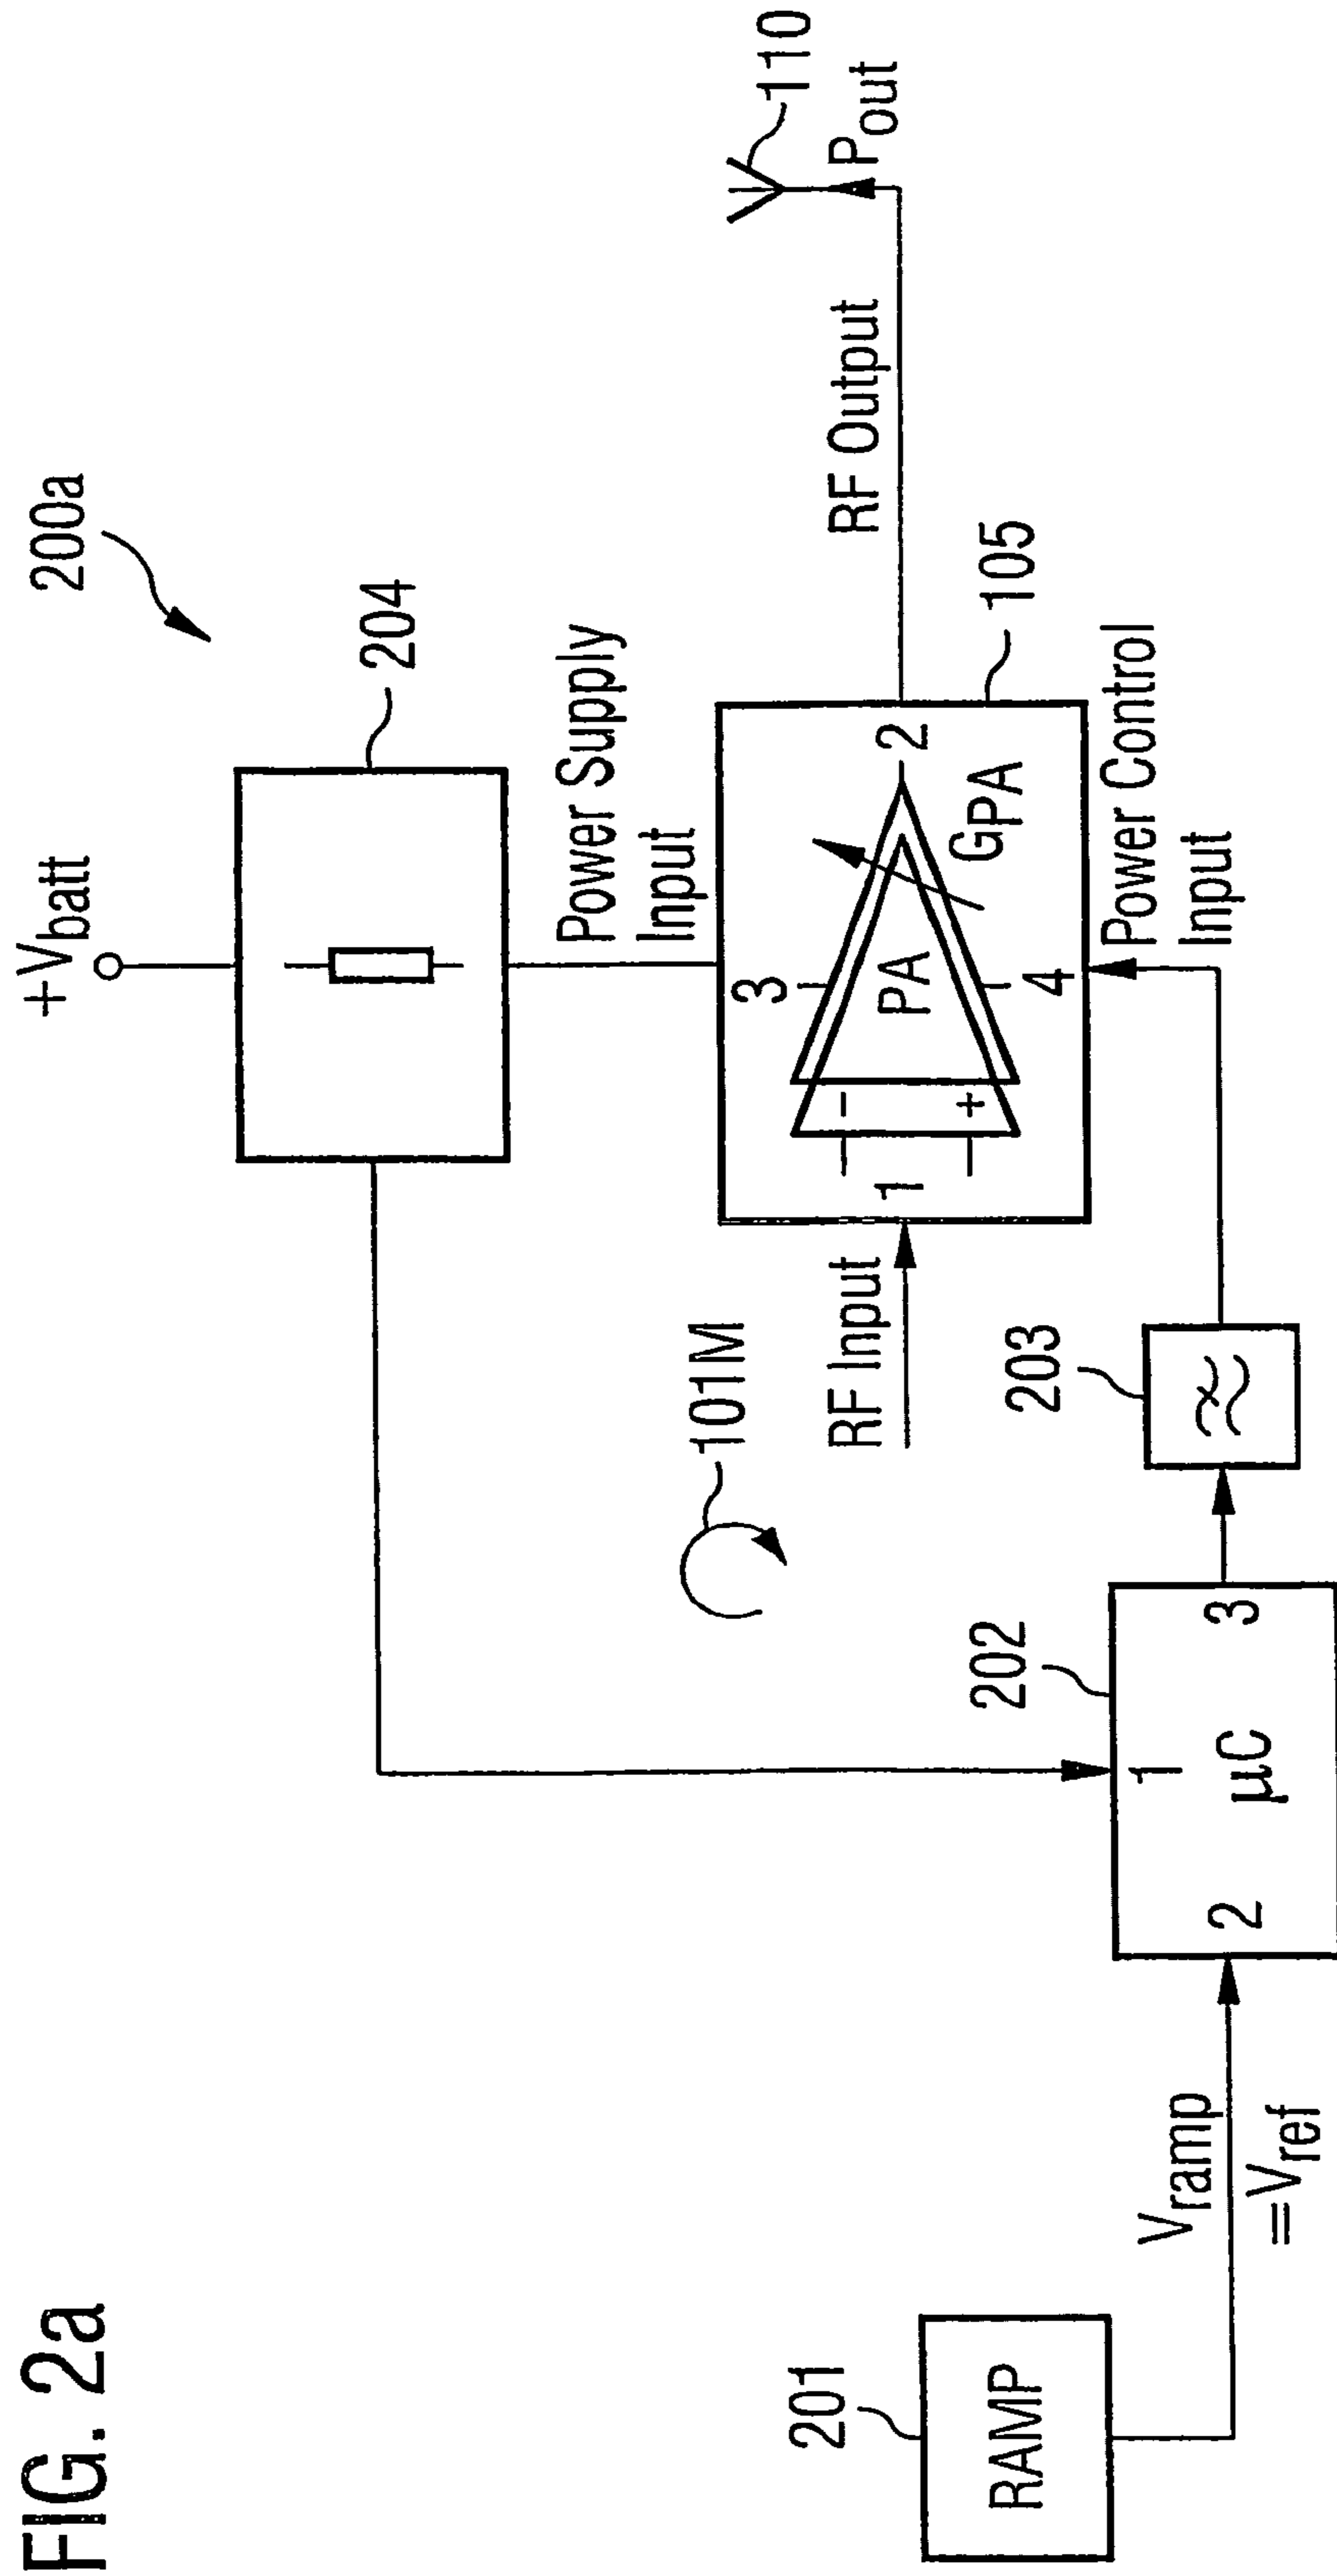 FIG. 2a
200a
+Vbatt
204
Power Supply
Input
101M
RF Input
1
2
3
4
-
+
PA
GPA
105
RF Output
110
Pout
Power Control
Input
203
202
1
2
3
µC
Vramp
=Vref
201
RAMP